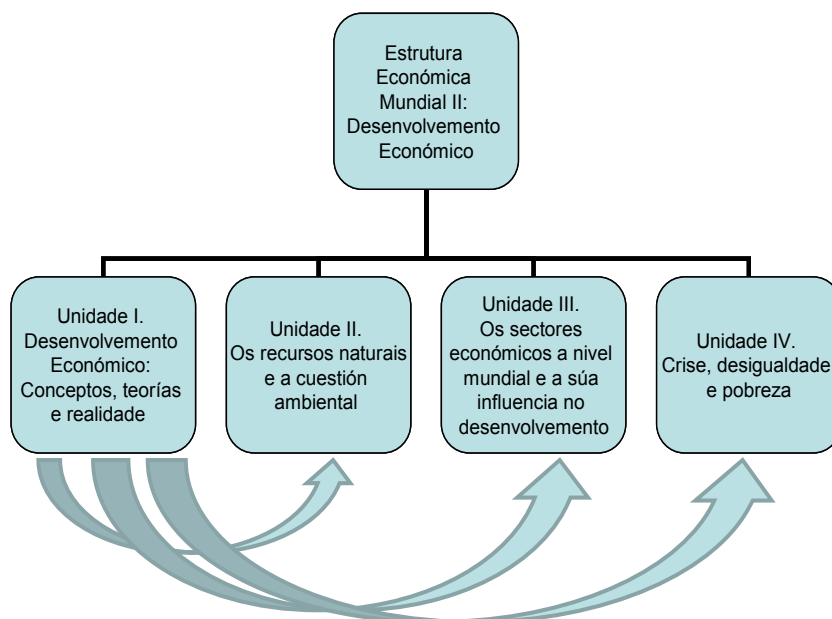 Estrutura
Económica
Mundial II:
Desenvolvemento
Económico
Unidade I.
Desenvolvemento
Económico:
Conceptos, teorías
e realidade
Unidade II.
Os recursos naturais
e a cuestión
ambiental
Unidade III.
Os sectores
económicos a nivel
mundial e a súa
influencia no
desenvolvemento
Unidade IV.
Crise, desigualdade
e pobreza